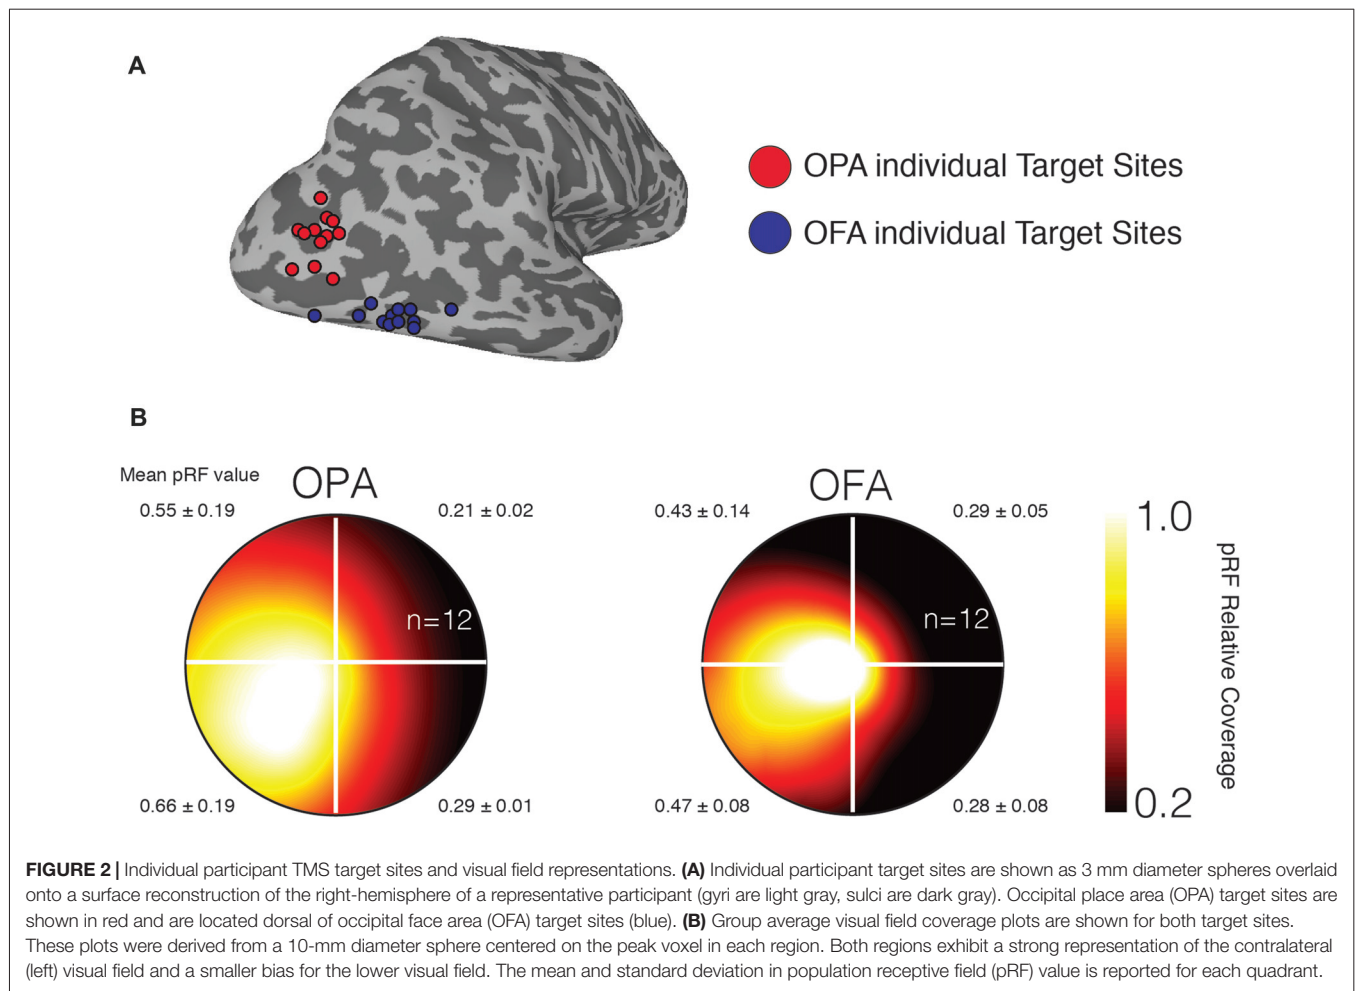 A
OPA individual Target Sites
OFA individual Target Sites
B
Mean pRF value
OPA
OFA
0.55 ± 0.19
0.21 ± 0.02
0.43 ± 0.14
0.29 ± 0.05
1.0
n=12
n=12
pRF Relative Coverage
0.66 ± 0.19
0.29 ± 0.01
0.47 ± 0.08
0.28 ± 0.08
0.2
FIGURE 2 | Individual participant TMS target sites and visual field representations. (A) Individual participant target sites are shown as 3 mm diameter spheres overlaid
onto a surface reconstruction of the right-hemisphere of a representative participant (gyri are light gray, sulci are dark gray). Occipital place area (OPA) target sites are
shown in red and are located dorsal of occipital face area (OFA) target sites (blue). (B) Group average visual field coverage plots are shown for both target sites.
These plots were derived from a 10-mm diameter sphere centered on the peak voxel in each region. Both regions exhibit a strong representation of the contralateral
(left) visual field and a smaller bias for the lower visual field. The mean and standard deviation in population receptive field (pRF) value is reported for each quadrant.